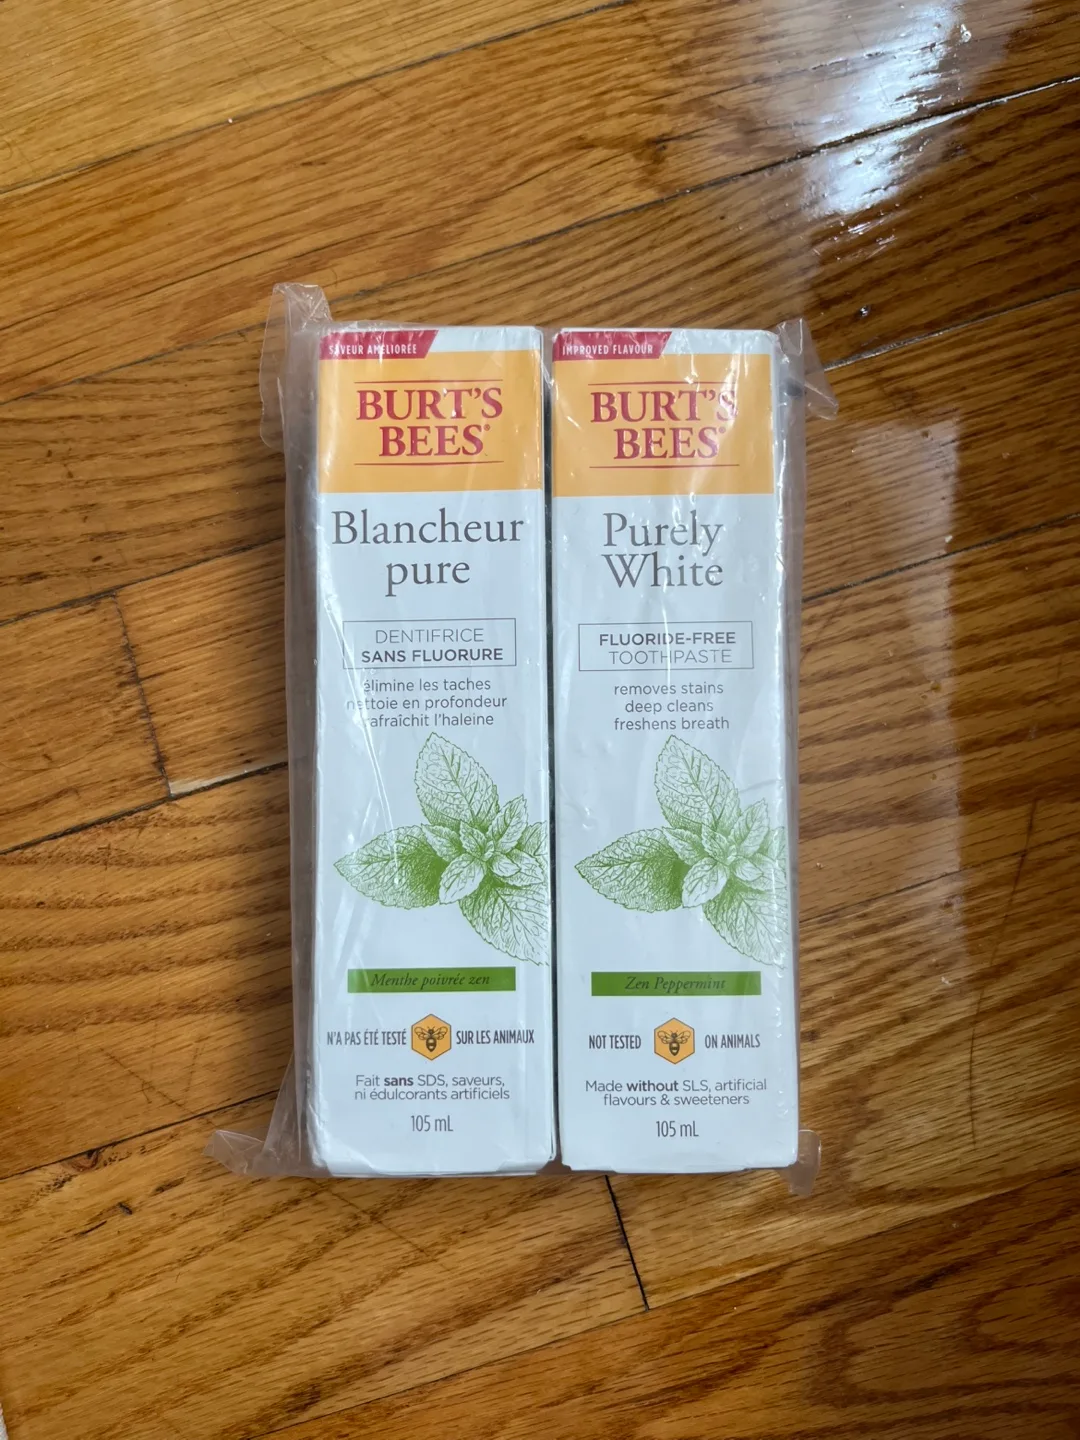 SAVEUR AMÉLIORÉE
BURT'S
BEES®
Blancheur
pure
DENTIFRICE
SANS FLUORURE
élimine les taches
nettoie en profondeur
rafraîchit l'haleine
Menthe poivrée zen
N'A PAS ÉTÉ TESTÉ SUR LES ANIMAUX
Fait sans SDS, saveurs,
ni édulcorants artificiels
105 mL
IMPROVED FLAVOUR
BURT'S
BEES®
Purely
White
FLUORIDE-FREE
TOOTHPASTE
removes stains
deep cleans
freshens breath
Zen Peppermint
NOT TESTED ON ANIMALS
Made without SLS, artificial
flavours & sweeteners
105 mL